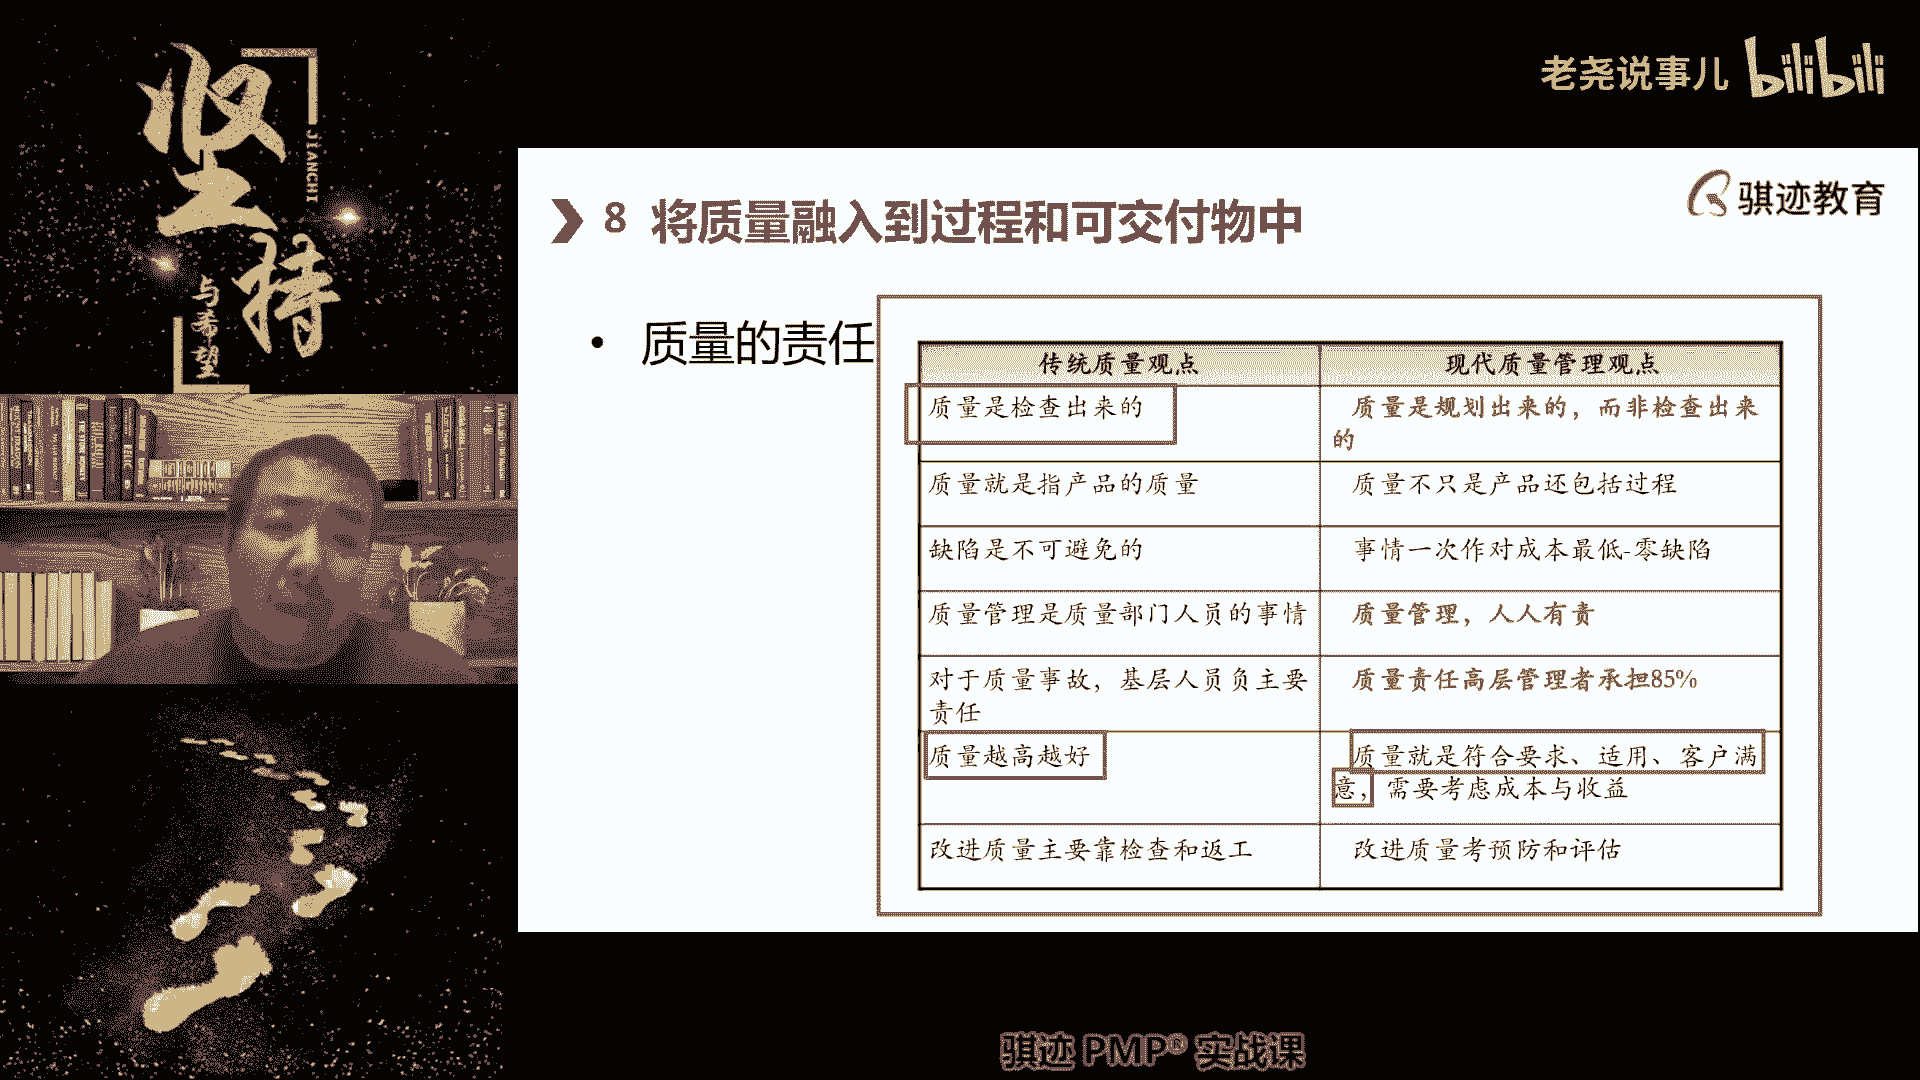 坚持
JIANCHI
与希望
老尧说事儿 bilibili
骐迹教育
8 将质量融入到过程和可交付物中
• 质量的责任
传统质量观点
现代质量管理观点
质量是检查出来的
质量是规划出来的，而非检查出来
的
质量就是指产品的质量
质量不只是产品还包括过程
缺陷是不可避免的
事情一次作对成本最低-零缺陷
质量管理是质量部门人员的事情
质量管理，人人有责
对于质量事故，基层人员负主要
责任
质量责任高层管理者承担85%
质量越高越好
质量就是符合要求、适用、客户满
意，需要考虑成本与收益
改进质量主要靠检查和返工
改进质量考预防和评估
骐迹 PMP® 实战课